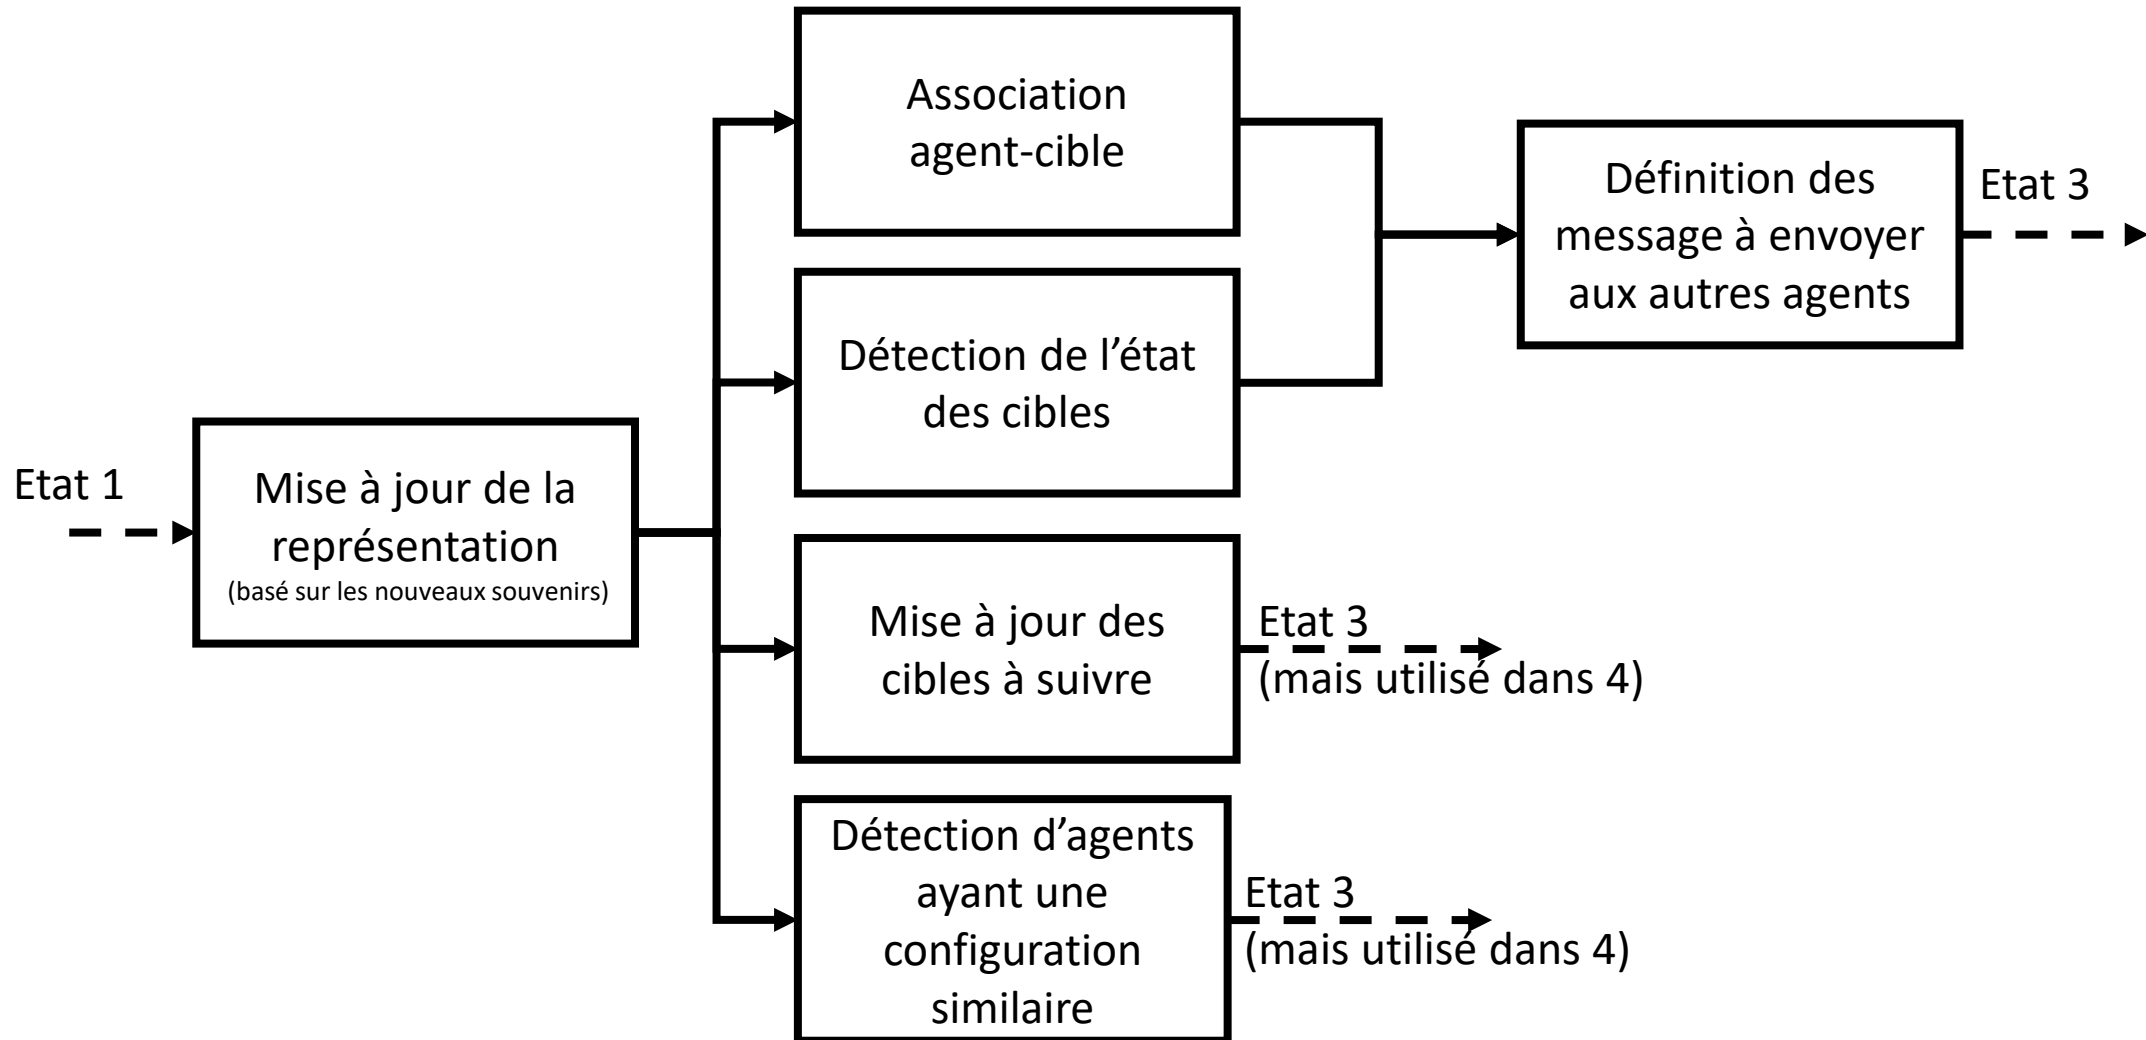 Etat 1
Mise à jour de la
représentation
(basé sur les nouveaux souvenirs)
Association
agent-cible
Détection de l’état
des cibles
Mise à jour des
cibles à suivre
Détection d’agents
ayant une
configuration
similaire
Définition des
message à envoyer
aux autres agents
Etat 3
Etat 3
(mais utilisé dans 4)
Etat 3
(mais utilisé dans 4)